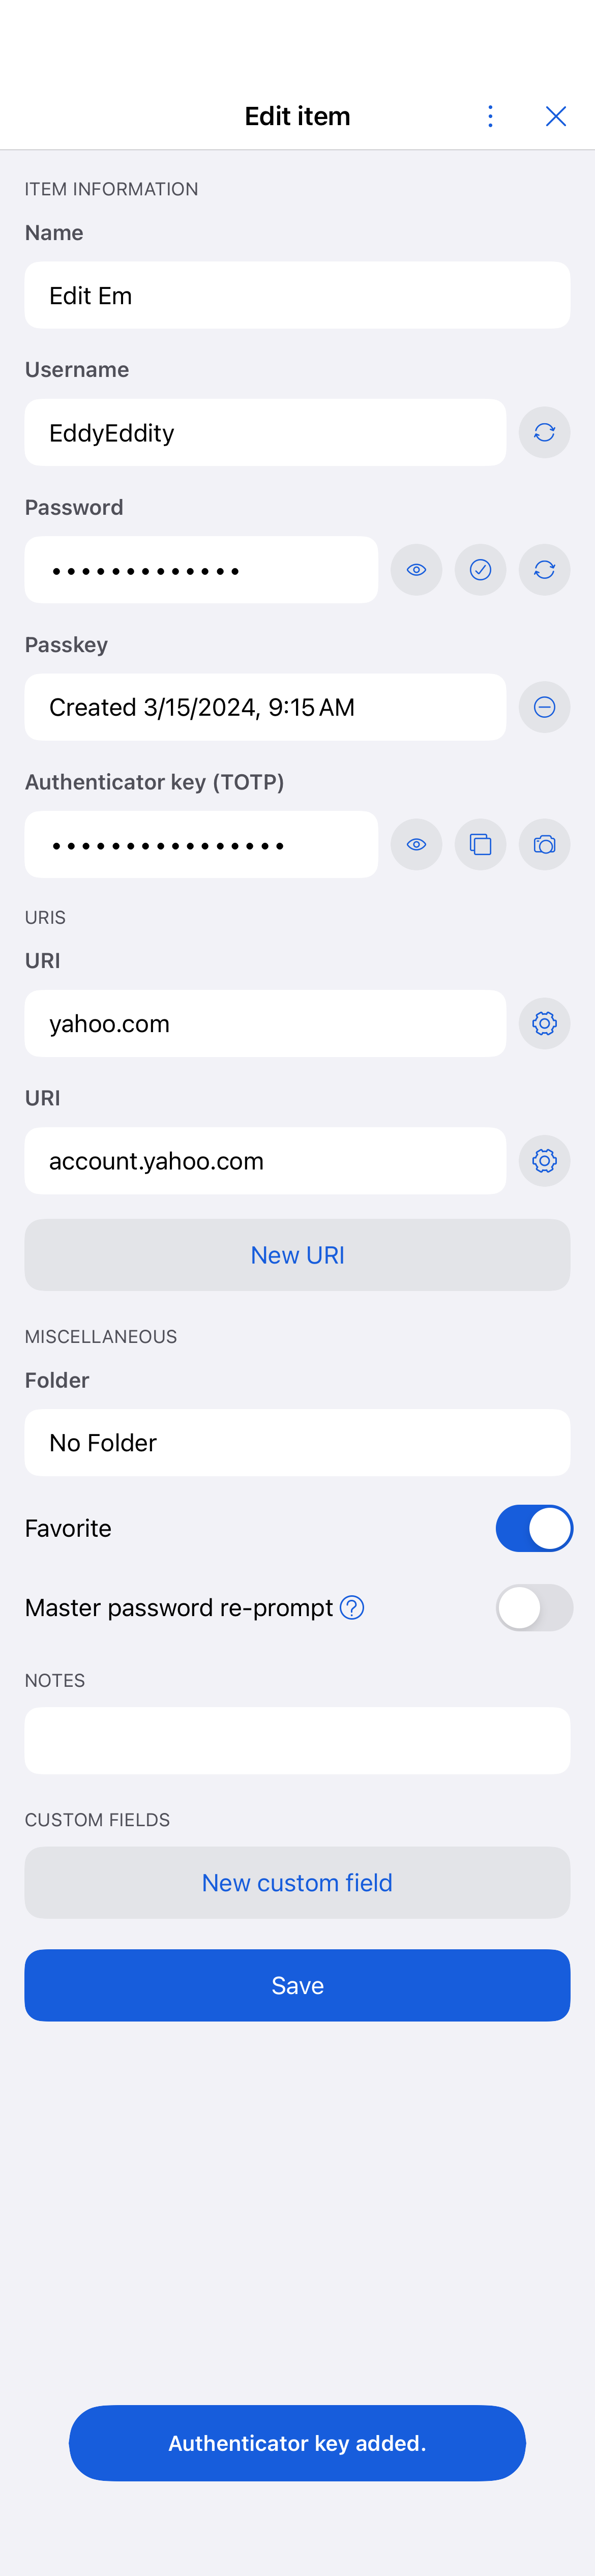 Edit item
ITEM INFORMATION
Name
Edit Em
Username
EddyEddity
Password
•••••••••••••
Passkey
Created 3/15/2024, 9:15 AM
Authenticator key (TOTP)
••••••••••••••••
URIS
URI
yahoo.com
URI
account.yahoo.com
New URI
MISCELLANEOUS
Folder
No Folder
Favorite
Master password re-prompt ?
NOTES
CUSTOM FIELDS
New custom field
Save
Authenticator key added.